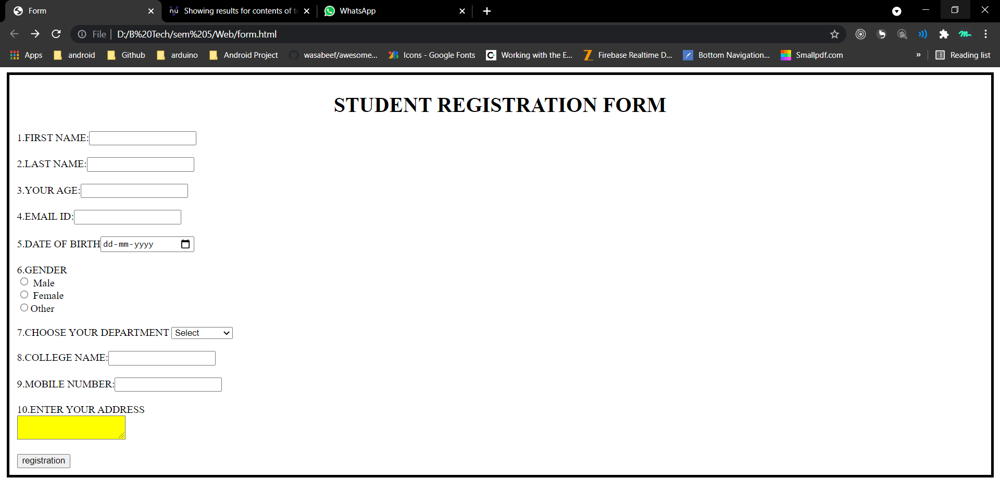 Form
Showing results for contents of te
WhatsApp
File | D:/B%20Tech/sem%205/Web/form.html
Apps android Github arduino Android Project wasabeef/awesome... Icons - Google Fonts Working with the E... Firebase Realtime D... Bottom Navigation... Smallpdf.com » Reading list
STUDENT REGISTRATION FORM
1.FIRST NAME:
2.LAST NAME:
3.YOUR AGE:
4.EMAIL ID:
5.DATE OF BIRTH dd-mm-yyyy
6.GENDER
Male
Female
Other
7.CHOOSE YOUR DEPARTMENT Select
8.COLLEGE NAME:
9.MOBILE NUMBER:
10.ENTER YOUR ADDRESS
registration